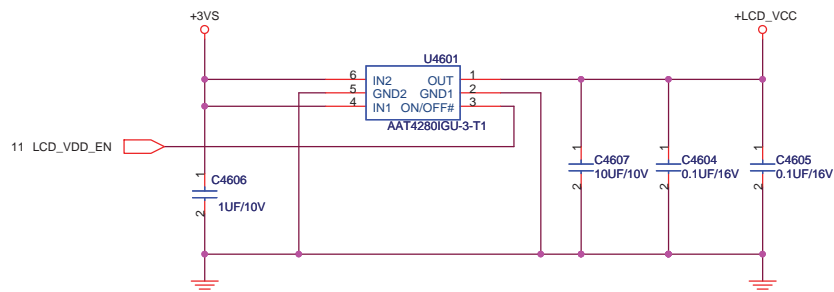 +3VS
+LCD_VCC
U4601
6 IN2 OUT 1
5 GND2 GND1 2
4 IN1 ON/OFF# 3
AAT4280IGU-3-T1
11 LCD_VDD_EN
1
C4606
1UF/10V
2
1
C4607
10UF/10V
2
1
C4604
0.1UF/16V
2
1
C4605
0.1UF/16V
2